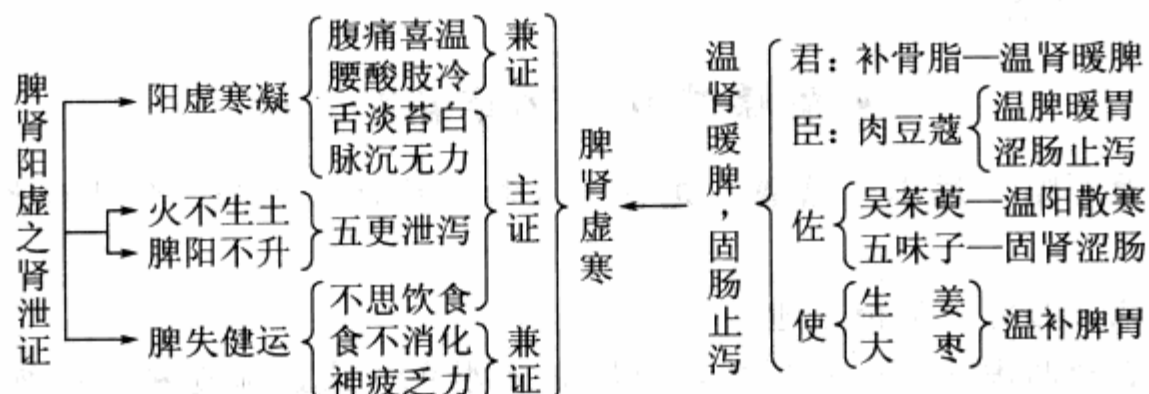 脾肾阳虚之肾泄证
阳虚寒凝
腹痛喜温
腰酸肢冷
兼证
舌淡苔白
脉沉无力
火不生土
脾阳不升
五更泄泻
主证
脾失健运
不思饮食
食不消化
神疲乏力
兼证
脾肾虚寒
温肾暖脾，固肠止泻
君：补骨脂—温肾暖脾
臣：肉豆蔻
温脾暖胃
涩肠止泻
佐
吴茱萸—温阳散寒
五味子—固肾涩肠
使
生 姜
大 枣
温补脾胃